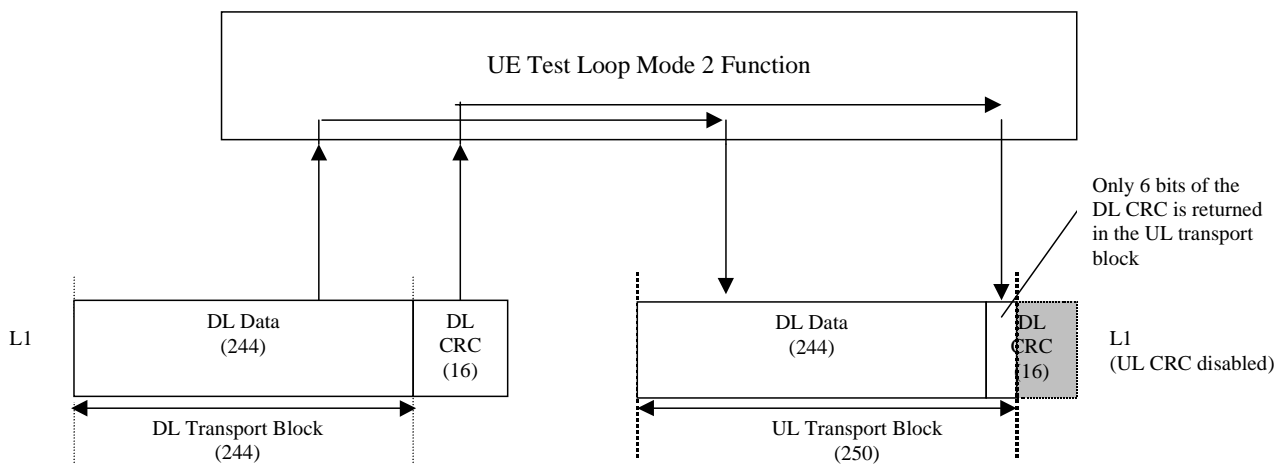 UE Test Loop Mode 2 Function
Only 6 bits of the
DL CRC is returned
in the UL transport
block
L1
DL Data
(244)
DL
CRC
(16)
DL Data
(244)
DL
CRC
(16)
L1
(UL CRC disabled)
DL Transport Block
(244)
UL Transport Block
(250)